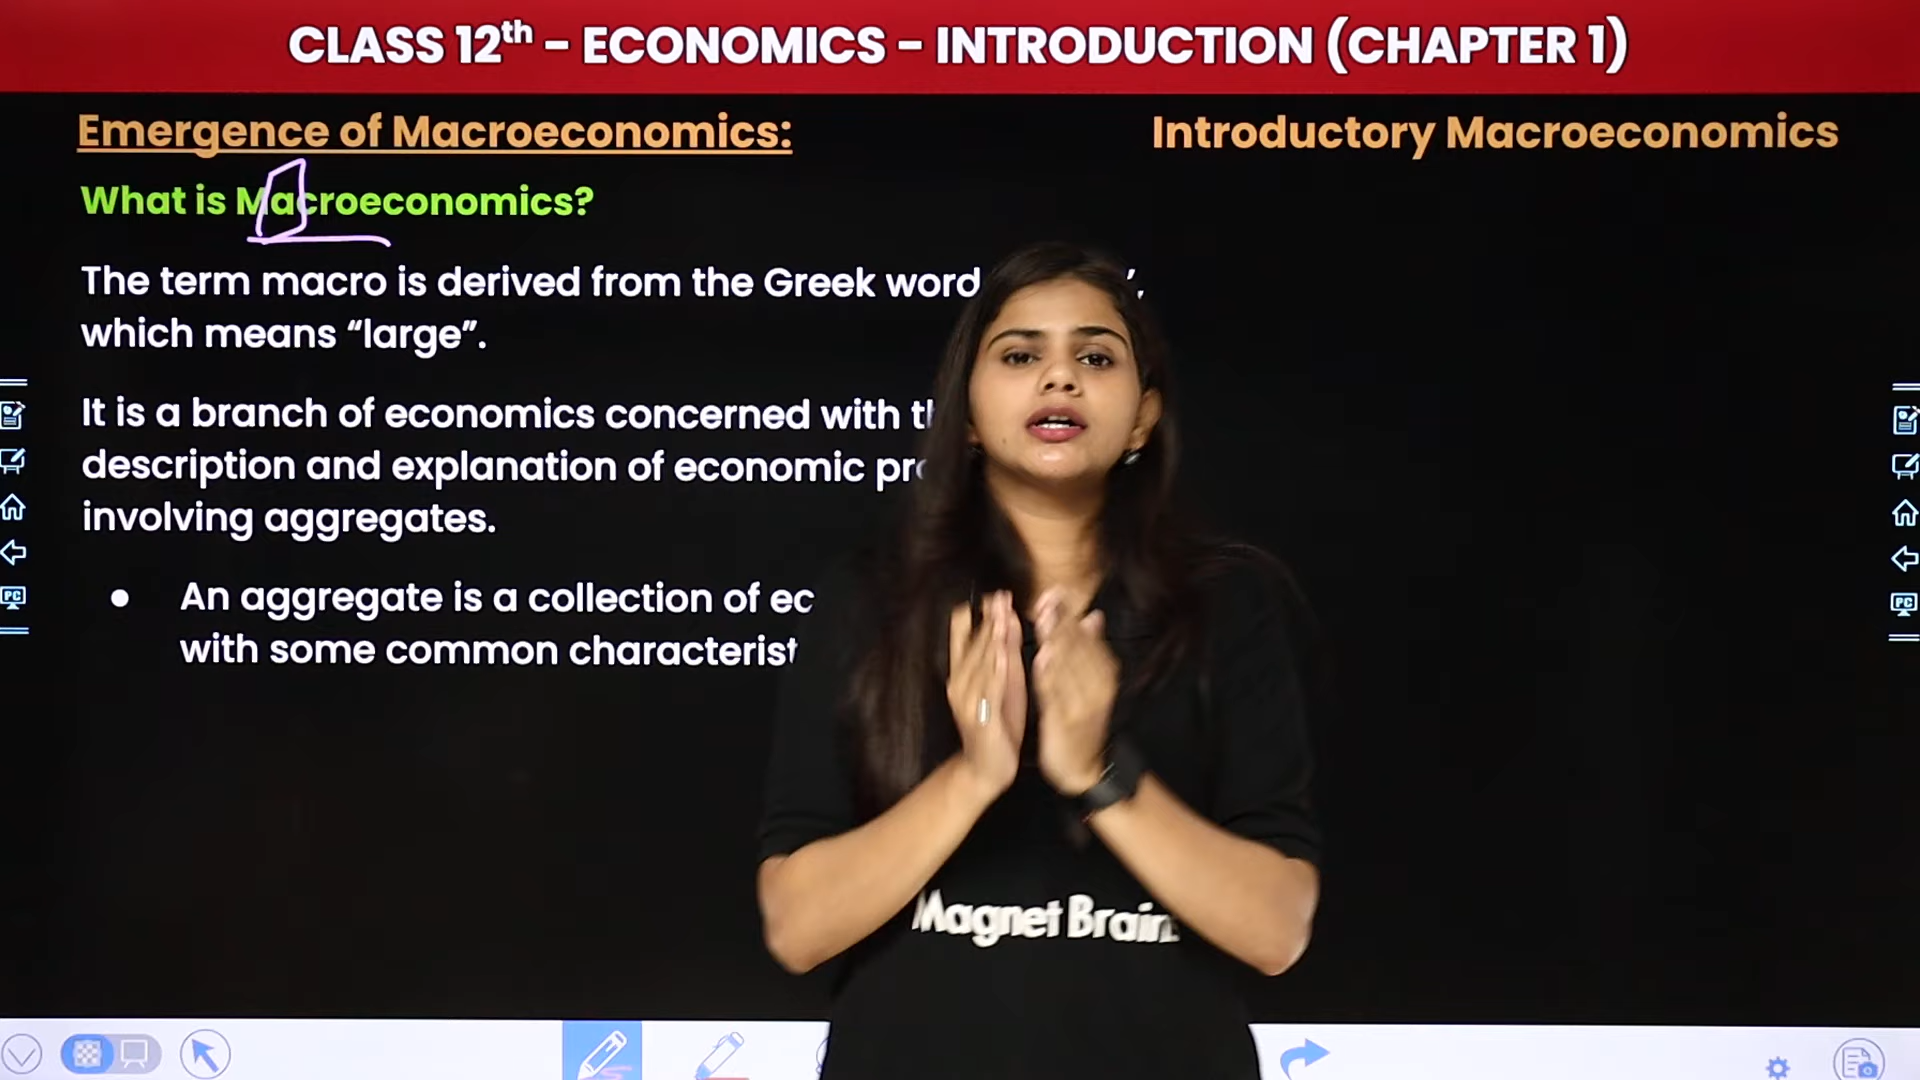 CLASS 12th - ECONOMICS - INTRODUCTION (CHAPTER 1)
Emergence of Macroeconomics:
Introductory Macroeconomics
What is Macroeconomics?
The term macro is derived from the Greek word
which means “large”.
It is a branch of economics concerned with
description and explanation of economic
involving aggregates.
● An aggregate is a collection of
with some common
Magnet Brain
PC
PC